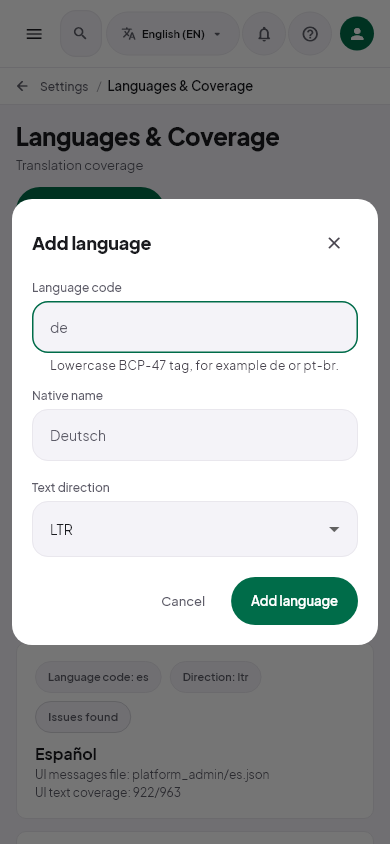 English (EN)
Settings / Languages & Coverage
Languages & Coverage
Translation coverage
Add language
Language code
de
Lowercase BCP-47 tag, for example de or pt-br.
Native name
Deutsch
Text direction
LTR
Cancel
Add language
Language code: es
Direction: ltr
Issues found
Español
UI messages file: platform_admin/es.json
UI text coverage: 922/963